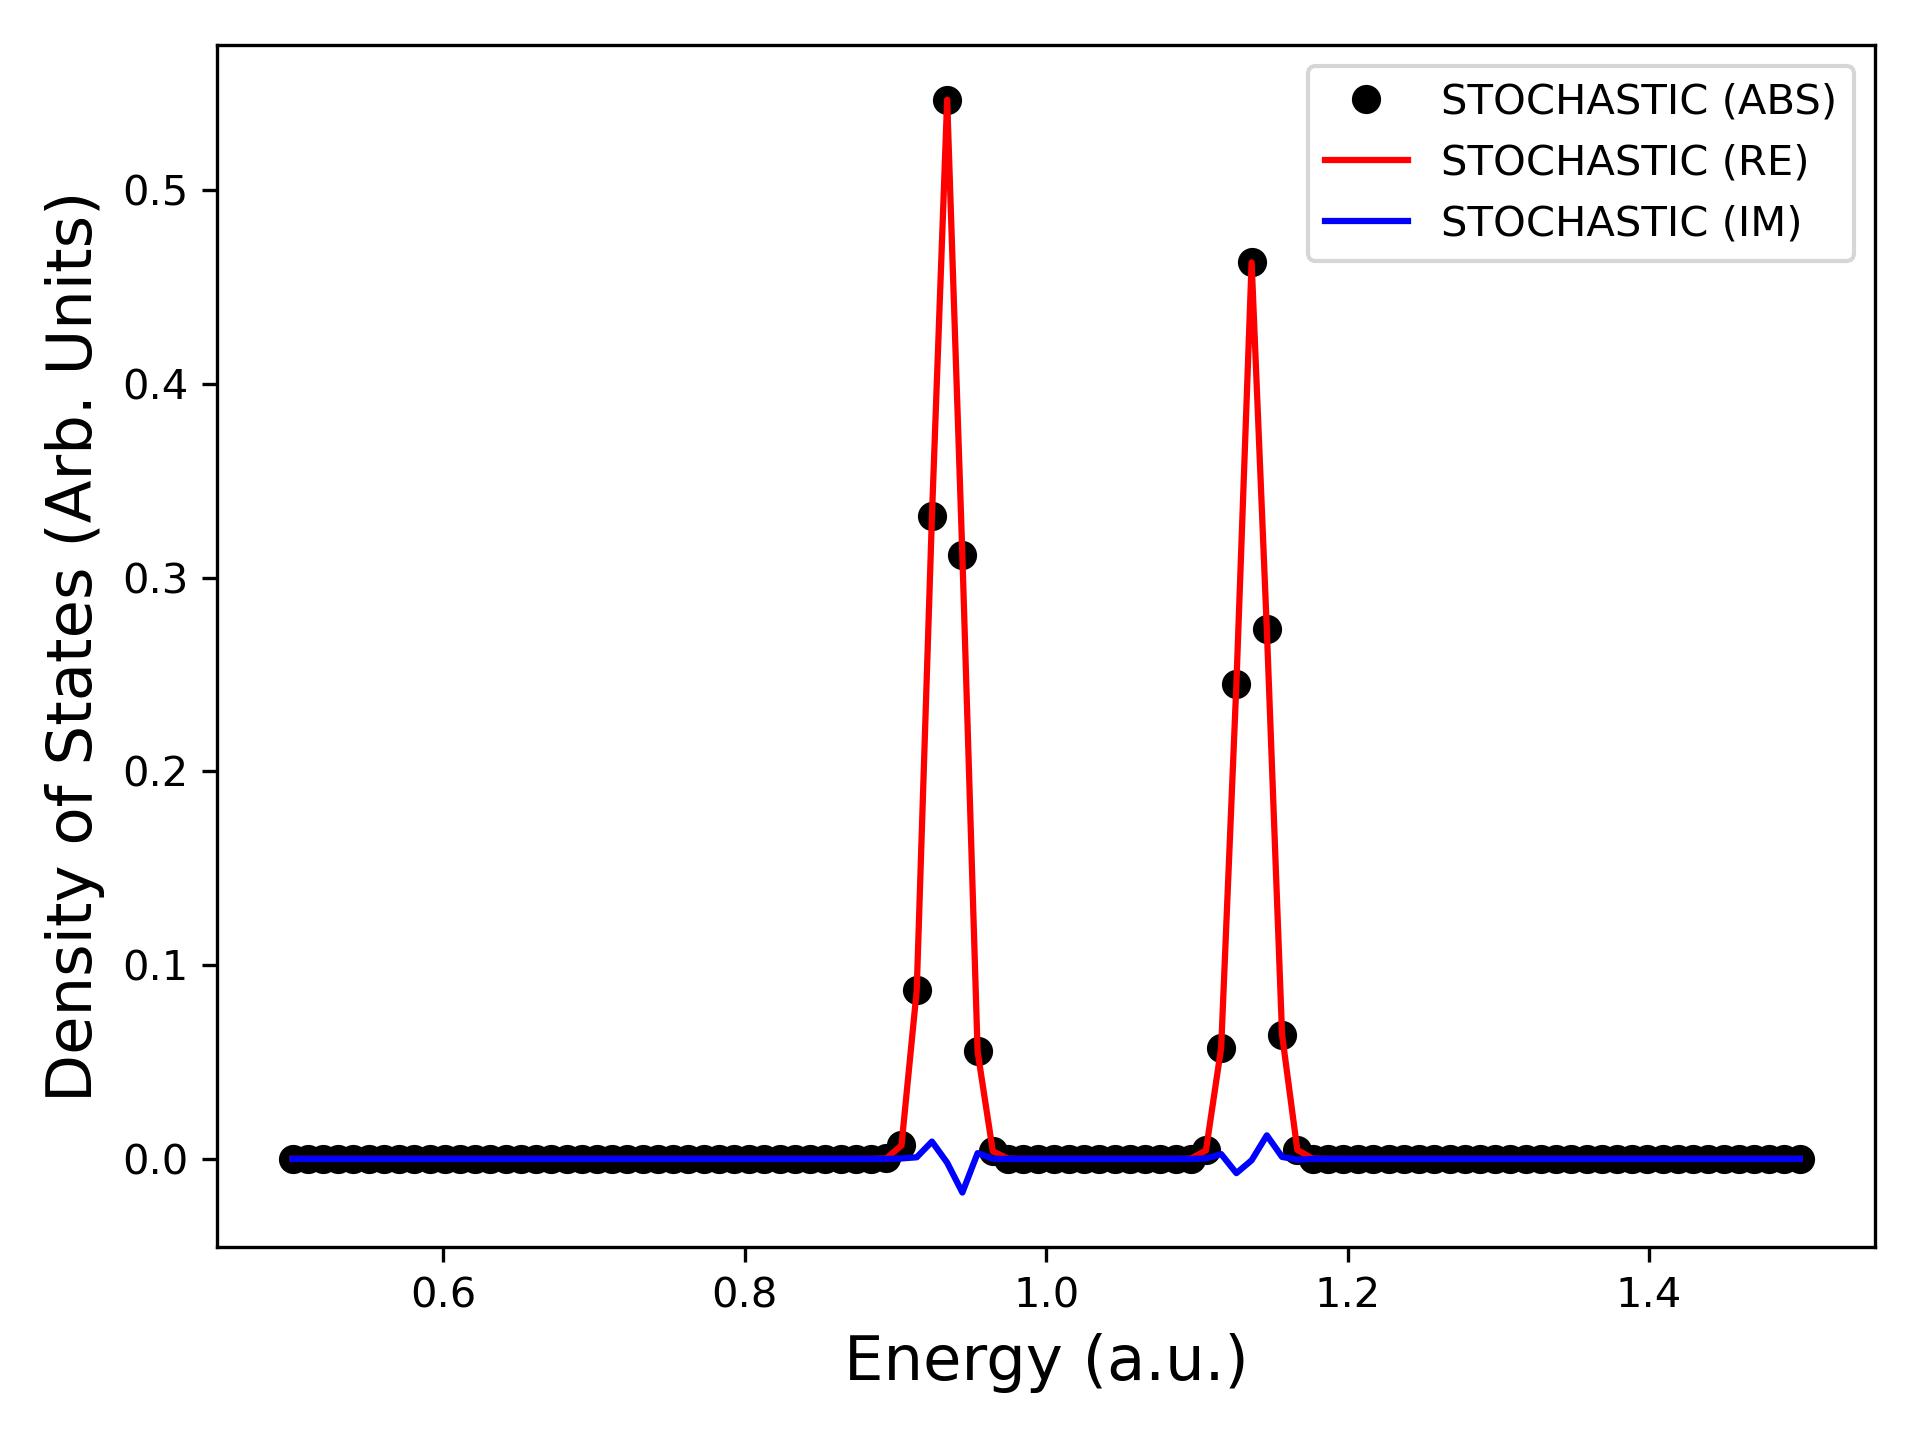 STOCHASTIC (ABS)
STOCHASTIC (RE)
STOCHASTIC (IM)
Density of States (Arb. Units)
0.5
0.4
0.3
0.2
0.1
0.0
0.6 0.8 1.0 1.2 1.4
Energy (a.u.)